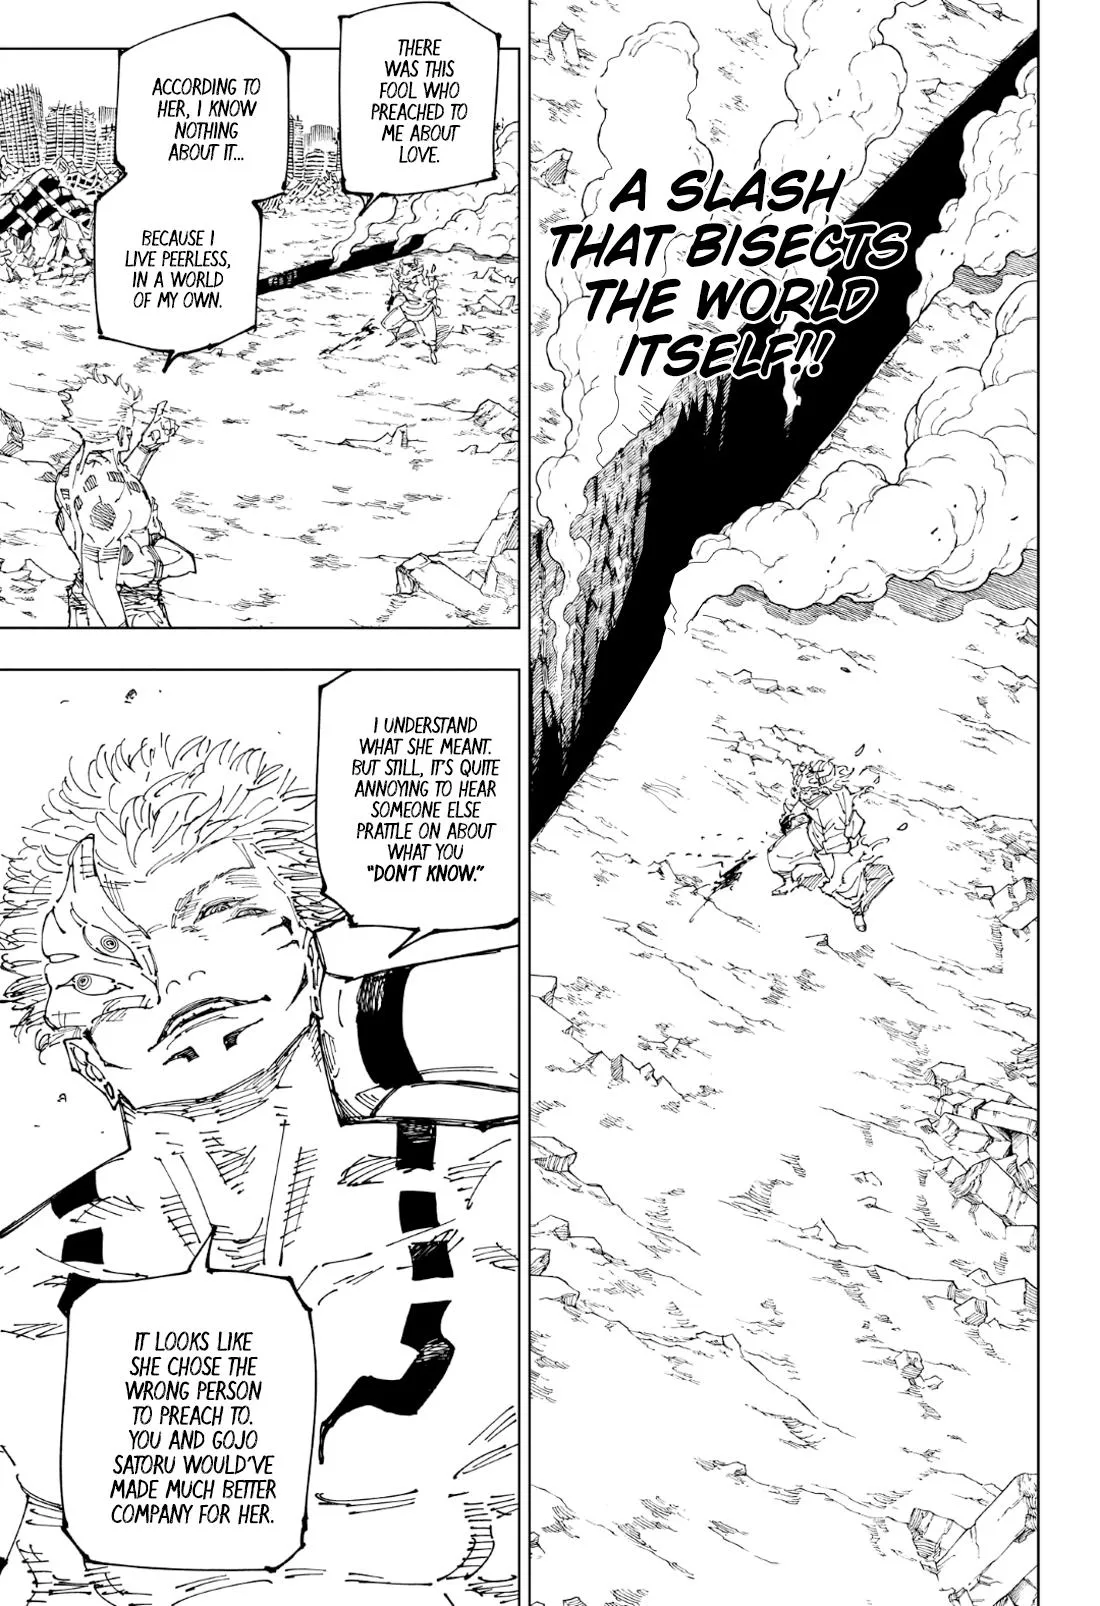 A SLASH
THAT BISECTS
THE WORLD
ITSELF!!
THERE
WAS THIS
FOOL WHO
PREACHED TO
ME ABOUT
LOVE.
ACCORDING TO
HER, I KNOW
NOTHING
ABOUT IT...
BECAUSE I
LIVE PEERLESS,
IN A WORLD
OF MY OWN.
I UNDERSTAND
WHAT SHE MEANT.
BUT STILL, IT'S QUITE
ANNOYING TO HEAR
SOMEONE ELSE
PRATTLE ON ABOUT
WHAT YOU
"DON'T KNOW."
IT LOOKS LIKE
SHE CHOSE THE
WRONG PERSON
TO PREACH TO.
YOU AND GOJO
SATORU WOULD'VE
MADE MUCH BETTER
COMPANY FOR HER.